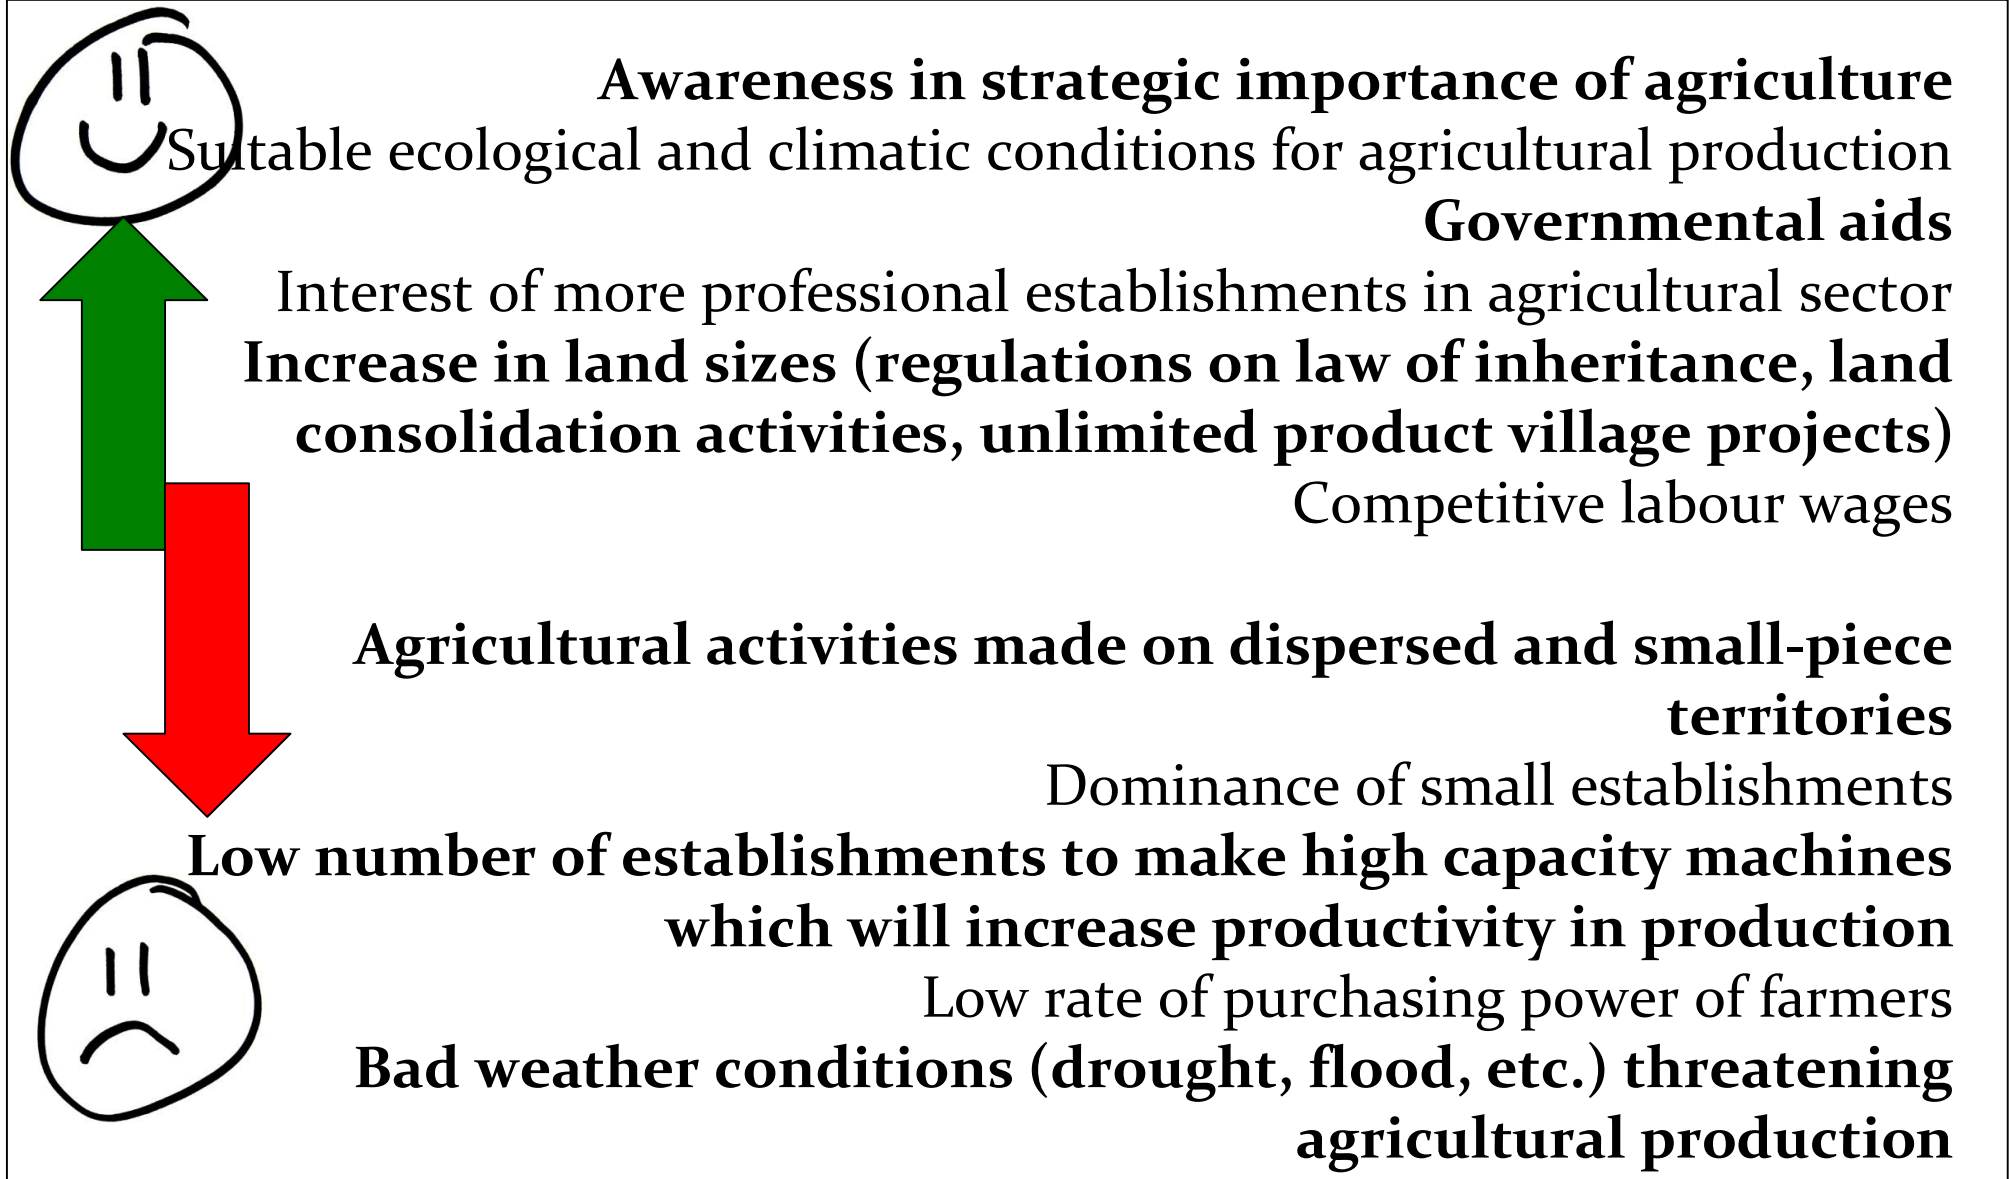 Awareness in strategic importance of agriculture
Suitable ecological and climatic conditions for agricultural production
Governmental aids
Interest of more professional establishments in agricultural sector
Increase in land sizes (regulations on law of inheritance, land
consolidation activities, unlimited product village projects)
Competitive labour wages
Agricultural activities made on dispersed and small-piece
territories
Dominance of small establishments
Low number of establishments to make high capacity machines
which will increase productivity in production
Low rate of purchasing power of farmers
Bad weather conditions (drought, flood, etc.) threatening
agricultural production